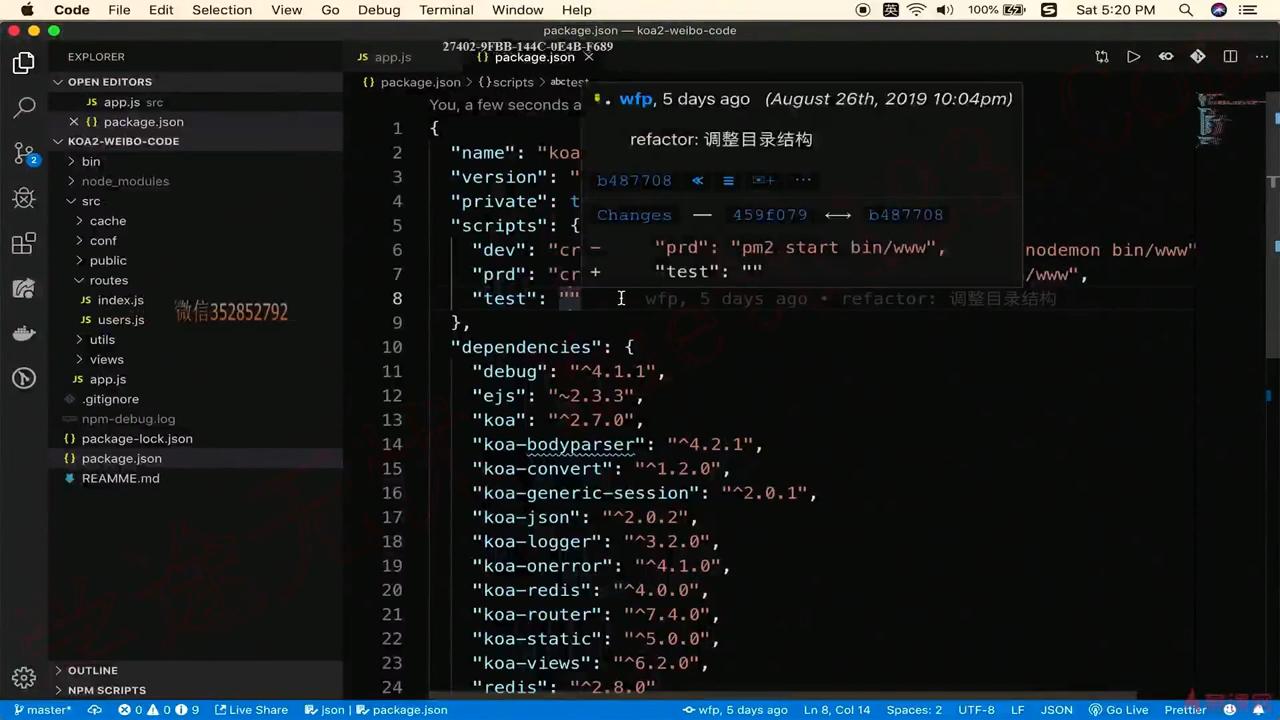 Code File Edit Selection View Go Debug Terminal Window Help 英 100% Sat 5:20 PM
package.json — koa2-weibo-code
27402-9FBB-144C-0E4B-F689
EXPLORER
OPEN EDITORS
app.js src
package.json
KOA2-WEIBO-CODE
bin
node_modules
src
cache
conf
public
routes
index.js
users.js
微信352852792
utils
views
app.js
.gitignore
npm-debug.log
package-lock.json
package.json
REAMME.md
OUTLINE
NPM SCRIPTS
app.js package.json
package.json > {} scripts > abc test
You, a few seconds a
wfp, 5 days ago (August 26th, 2019 10:04pm)
refactor: 调整目录结构
b487708
Changes — 459f079 ⟷ b487708
− "prd": "pm2 start bin/www",
+ "test": ""
1 {
2 "name": "koa
3 "version": "
4 "private": t
5 "scripts": {
6 "dev": "cr nodemon bin/www"
7 "prd": "cr /www",
8 "test": "" wfp, 5 days ago • refactor: 调整目录结构
9 },
10 "dependencies": {
11 "debug": "^4.1.1",
12 "ejs": "~2.3.3",
13 "koa": "^2.7.0",
14 "koa-bodyparser": "^4.2.1",
15 "koa-convert": "^1.2.0",
16 "koa-generic-session": "^2.0.1",
17 "koa-json": "^2.0.2",
18 "koa-logger": "^3.2.0",
19 "koa-onerror": "^4.1.0",
20 "koa-redis": "^4.0.0",
21 "koa-router": "^7.4.0",
22 "koa-static": "^5.0.0",
23 "koa-views": "^6.2.0",
24 "redis": "^2.8.0"
master* 0 0 9 Live Share json | package.json wfp, 5 days ago Ln 8, Col 14 Spaces: 2 UTF-8 LF JSON Go Live Prettier